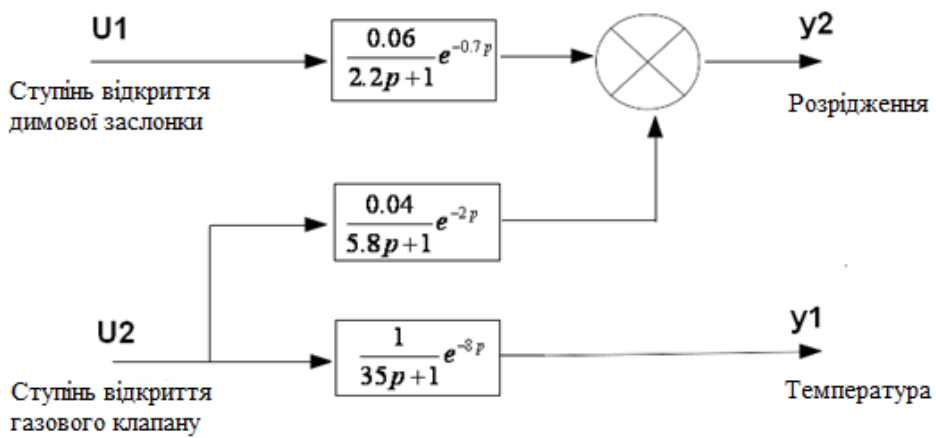 U1
Ступінь відкриття
димової заслонки
0.06
2.2p+1
e^{-0.7p}
y2
Розрідження
0.04
5.8p+1
e^{-2p}
U2
Ступінь відкриття
газового клапану
1
35p+1
e^{-8p}
y1
Температура